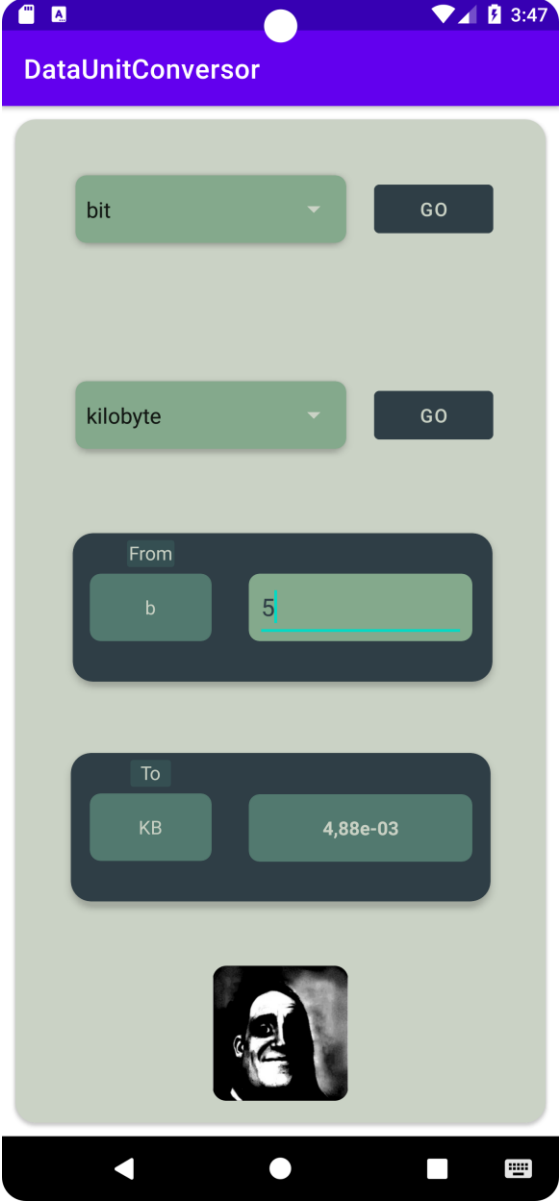 3:47
DataUnitConversor
bit
GO
kilobyte
GO
From
b
5
To
KB
4,88e-03